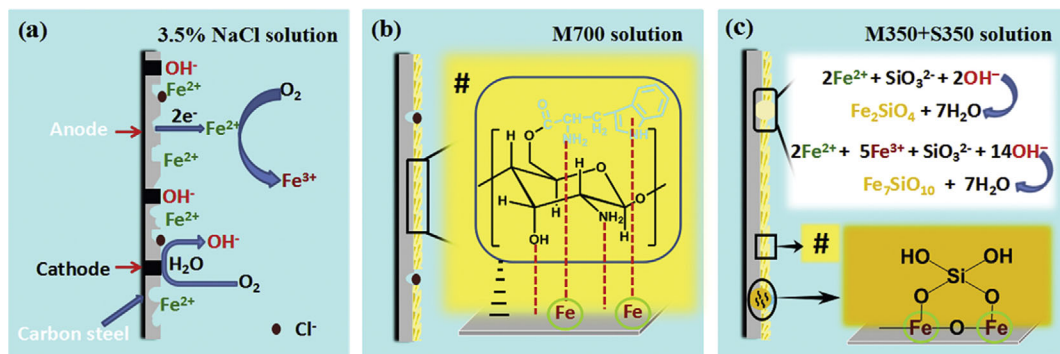 (a)
3.5% NaCl solution
OH⁻
Fe²⁺
O₂
2e⁻
Anode
Fe²⁺
Fe²⁺
Fe³⁺
OH⁻
Fe²⁺
OH⁻
Cathode
H₂O
O₂
Fe²⁺
Carbon steel
Cl⁻
(b)
M700 solution
#
O
C
H₂
NH₂
NH
O
H
O
H
H
O
H
O
NH₂
H
OH
Fe
Fe
(c)
M350+S350 solution
2Fe²⁺ + SiO₃²⁻ + 2OH⁻
Fe₂SiO₄ + 7H₂O
2Fe²⁺ + 5Fe³⁺ + SiO₃²⁻ + 14OH⁻
Fe₇SiO₁₀ + 7H₂O
#
HO OH
Si
O O
Fe O Fe